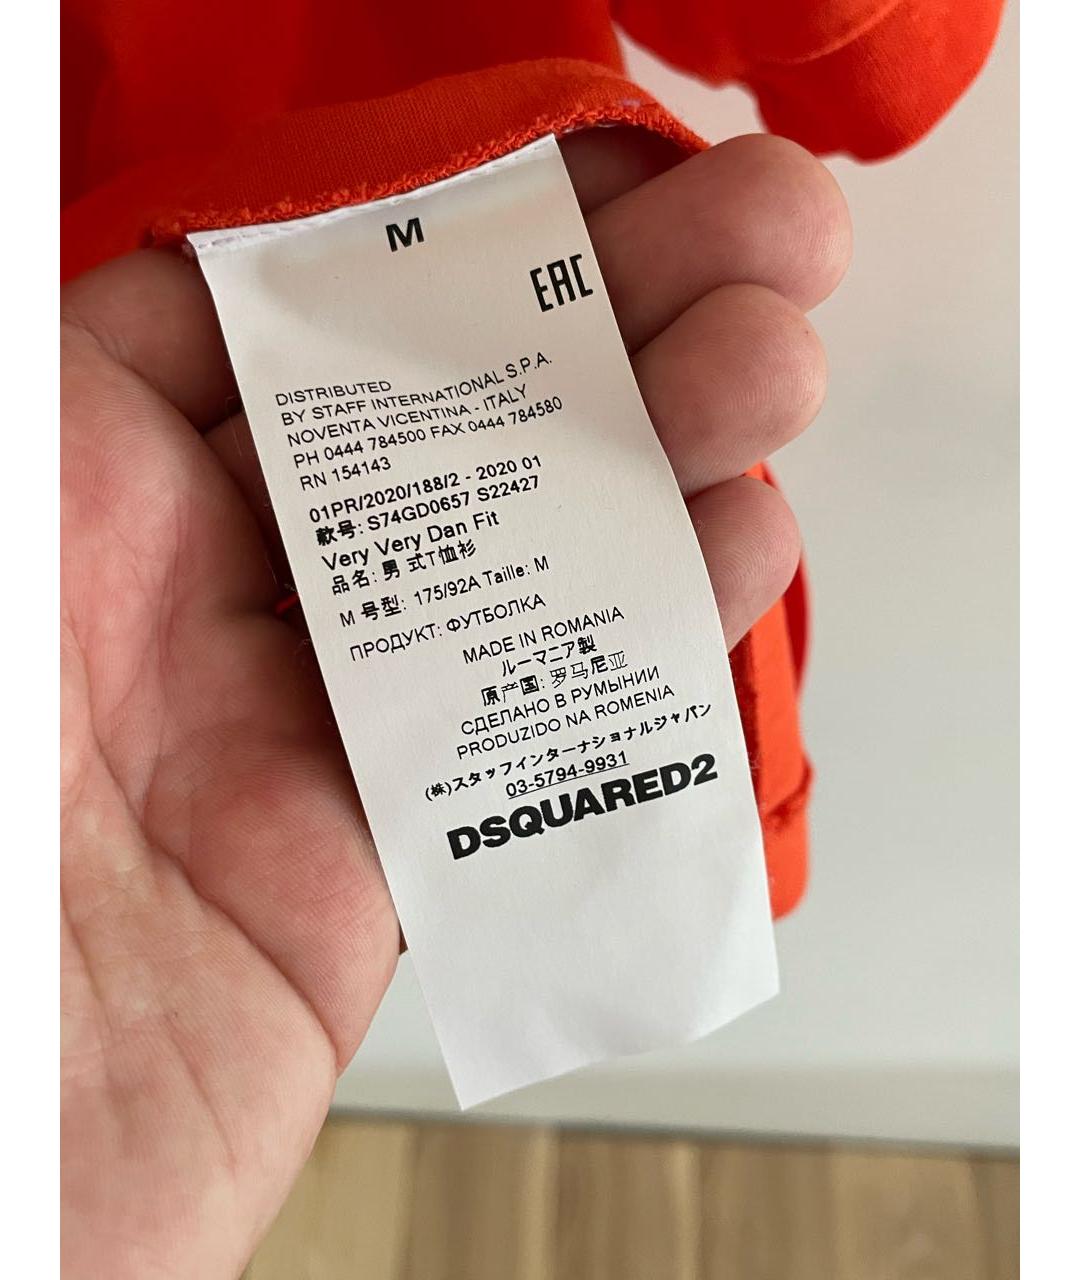 M
EAC
DISTRIBUTED
BY STAFF INTERNATIONAL S.P.A.
NOVENTA VICENTINA - ITALY
PH 0444 784500 FAX 0444 784580
RN 154143
01PR/2020/188/2 - 2020 01
款号: S74GD0657 S22427
Very Very Dan Fit
品名: 男 式T恤衫
M 号型: 175/92A Taille: M
ПРОДУКТ: ФУТБОЛКА
MADE IN ROMANIA
ルーマニア製
原产国: 罗马尼亚
СДЕЛАНО В РУМЫНИИ
PRODUZIDO NA ROMENIA
(株)スタッフインターナショナルジャパン
03-5794-9931
DSQUARED2